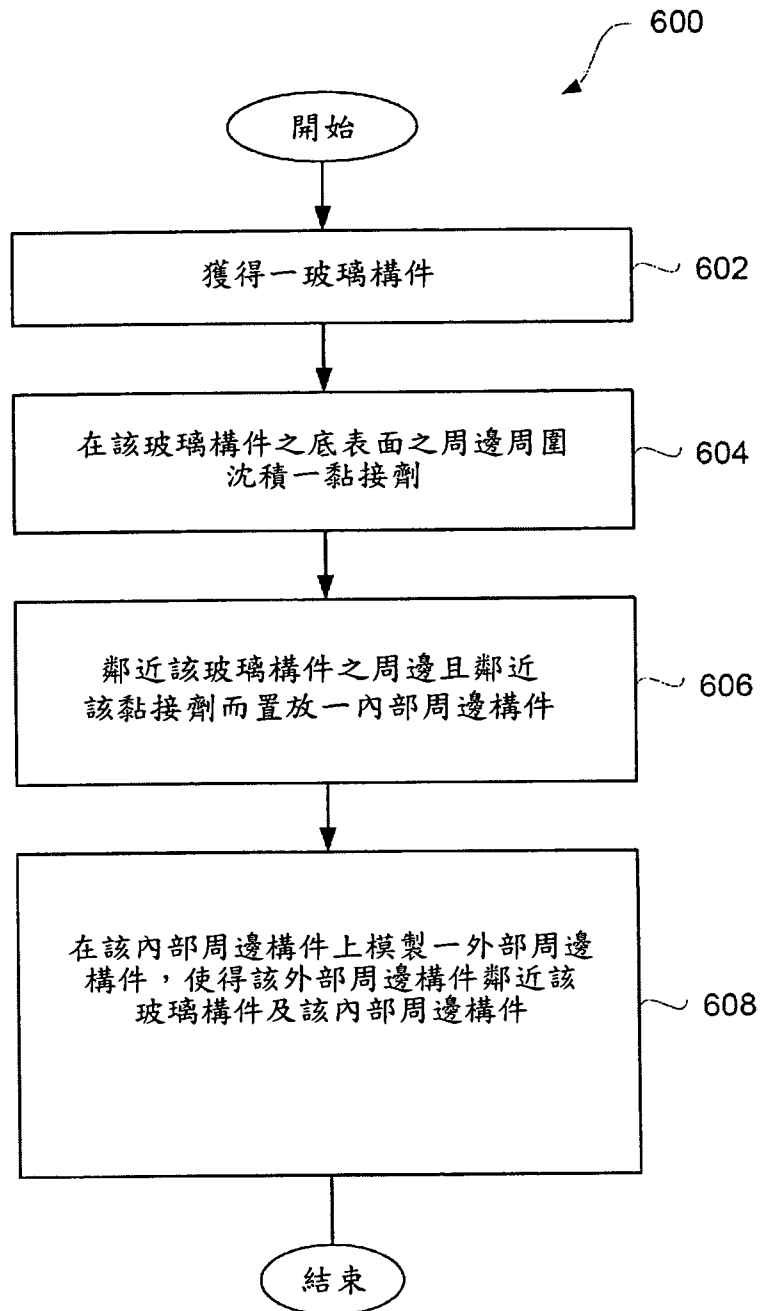 600
開始
獲得一玻璃構件
602
在該玻璃構件之底表面之周邊周圍
沈積一黏接劑
604
鄰近該玻璃構件之周邊且鄰近
該黏接劑而置放一內部周邊構件
606
在該內部周邊構件上模製一外部周邊
構件，使得該外部周邊構件鄰近該
玻璃構件及該內部周邊構件
608
結束